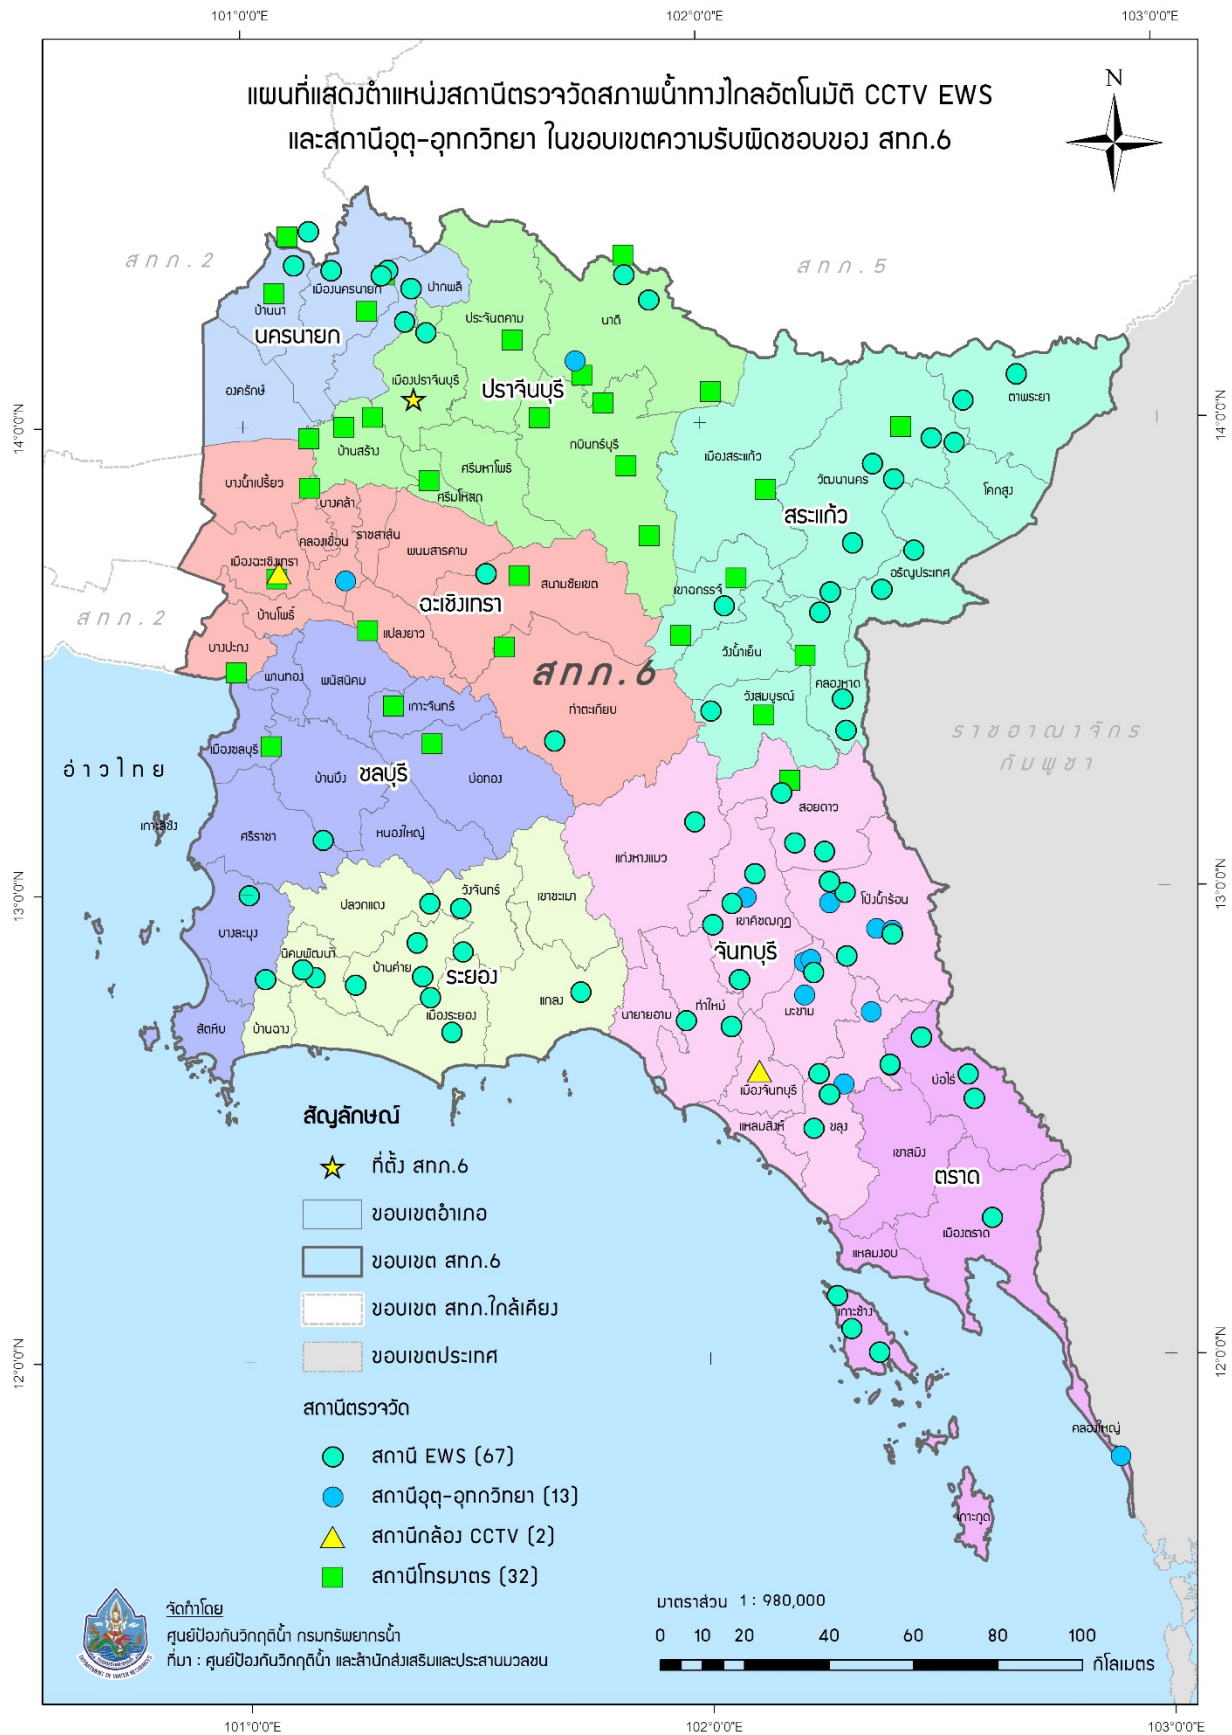 101°0'0"E
102°0'0"E
103°0'0"E
แผนที่แสดงตำแหน่งสถานีตรวจวัดสภาพน้ำทางไกลอัตโนมัติ CCTV EWS
และสถานีอุตุ-อุทกวิทยา ในขอบเขตความรับผิดชอบของ สทภ.6
N
สทภ.2
สทภ.5
เมืองนครนายก
ปากพลี
บ้านนา
นครนายก
ประจันตคาม
นาดี
องครักษ์
เมืองปราจีนบุรี
ปราจีนบุรี
ตาพระยา
14°0'0"N
14°0'0"N
บ้านสร้าง
ศรีมหาโพธิ
กบินทร์บุรี
เมืองสระแก้ว
วัฒนานคร
โคกสูง
บางน้ำเปรี้ยว
ศรีมโหสถ
บางคล้า
สระแก้ว
คลองเขื่อน
ราชสาส์น
พนมสารคาม
เมืองฉะเชิงเทรา
สนามชัยเขต
เขาฉกรรจ์
อรัญประเทศ
สทภ.2
บ้านโพธิ์
ฉะเชิงเทรา
แปลงยาว
บางปะกง
วังน้ำเย็น
พานทอง
พนัสนิคม
สทภ.6
คลองหาด
เกาะจันทร์
ท่าตะเกียบ
วังสมบูรณ์
ราชอาณาจักร
กัมพูชา
เมืองชลบุรี
อ่าวไทย
ชลบุรี
บ้านบึง
บ่อทอง
สอยดาว
เกาะสีชัง
ศรีราชา
หนองใหญ่
แก่งหางแมว
13°0'0"N
13°0'0"N
ปลวกแดง
วังจันทร์
เขาชะเมา
โป่งน้ำร้อน
เขาคิชฌกูฏ
บางละมุง
นิคมพัฒนา
บ้านค่าย
ระยอง
จันทบุรี
แกลง
ท่าใหม่
นายายอาม
มะขาม
สัตหีบ
บ้านฉาง
เมืองระยอง
บ่อไร่
เมืองจันทบุรี
แหลมสิงห์
ขลุง
เขาสมิง
ตราด
เมืองตราด
แหลมงอบ
เกาะช้าง
12°0'0"N
12°0'0"N
คลองใหญ่
เกาะกูด
สัญลักษณ์
ที่ตั้ง สทภ.6
ขอบเขตอำเภอ
ขอบเขต สทภ.6
ขอบเขต สทภ.ใกล้เคียง
ขอบเขตประเทศ
สถานีตรวจวัด
สถานี EWS (67)
สถานีอุตุ-อุทกวิทยา (13)
สถานีกล้อง CCTV (2)
สถานีโทรมาตร (32)
จัดทำโดย
ศูนย์ป้องกันวิกฤติน้ำ กรมทรัพยากรน้ำ
ที่มา : ศูนย์ป้องกันวิกฤติน้ำ และสำนักส่งเสริมและประสานมวลชน
DEPARTMENT OF WATER RESOURCES
มาตราส่วน 1 : 980,000
0 10 20 40 60 80 100
กิโลเมตร
101°0'0"E
102°0'0"E
103°0'0"E